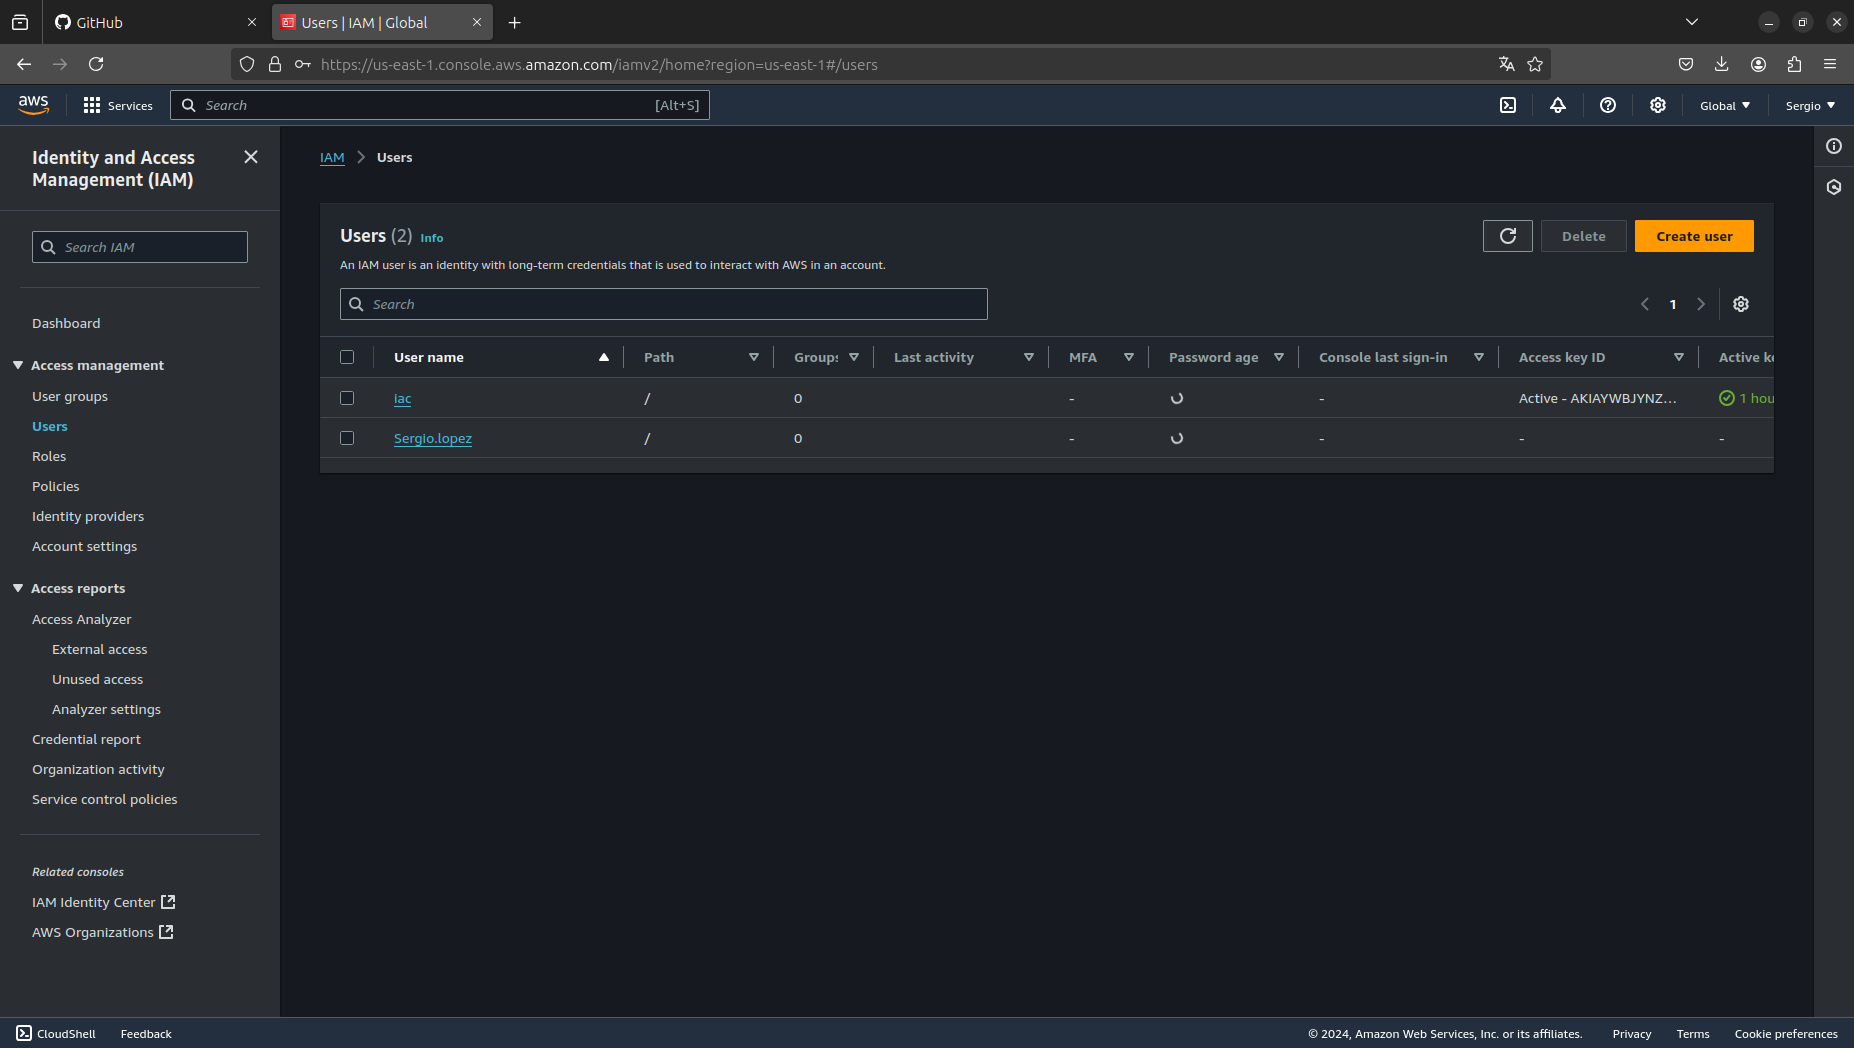 GitHub
Users | IAM | Global
https://us-east-1.console.aws.amazon.com/iamv2/home?region=us-east-1#/users
aws
Services
Search
[Alt+S]
Global
Sergio
Identity and Access
Management (IAM)
Search IAM
Dashboard
Access management
User groups
Users
Roles
Policies
Identity providers
Account settings
Access reports
Access Analyzer
External access
Unused access
Analyzer settings
Credential report
Organization activity
Service control policies
Related consoles
IAM Identity Center
AWS Organizations
IAM > Users
Users (2) Info
An IAM user is an identity with long-term credentials that is used to interact with AWS in an account.
Delete
Create user
Search
1
User name Path Groups Last activity MFA Password age Console last sign-in Access key ID Active ke
iac / 0 - - Active - AKIAYWBJYNZ... 1 hou
Sergio.lopez / 0 - - - -
CloudShell Feedback
© 2024, Amazon Web Services, Inc. or its affiliates. Privacy Terms Cookie preferences